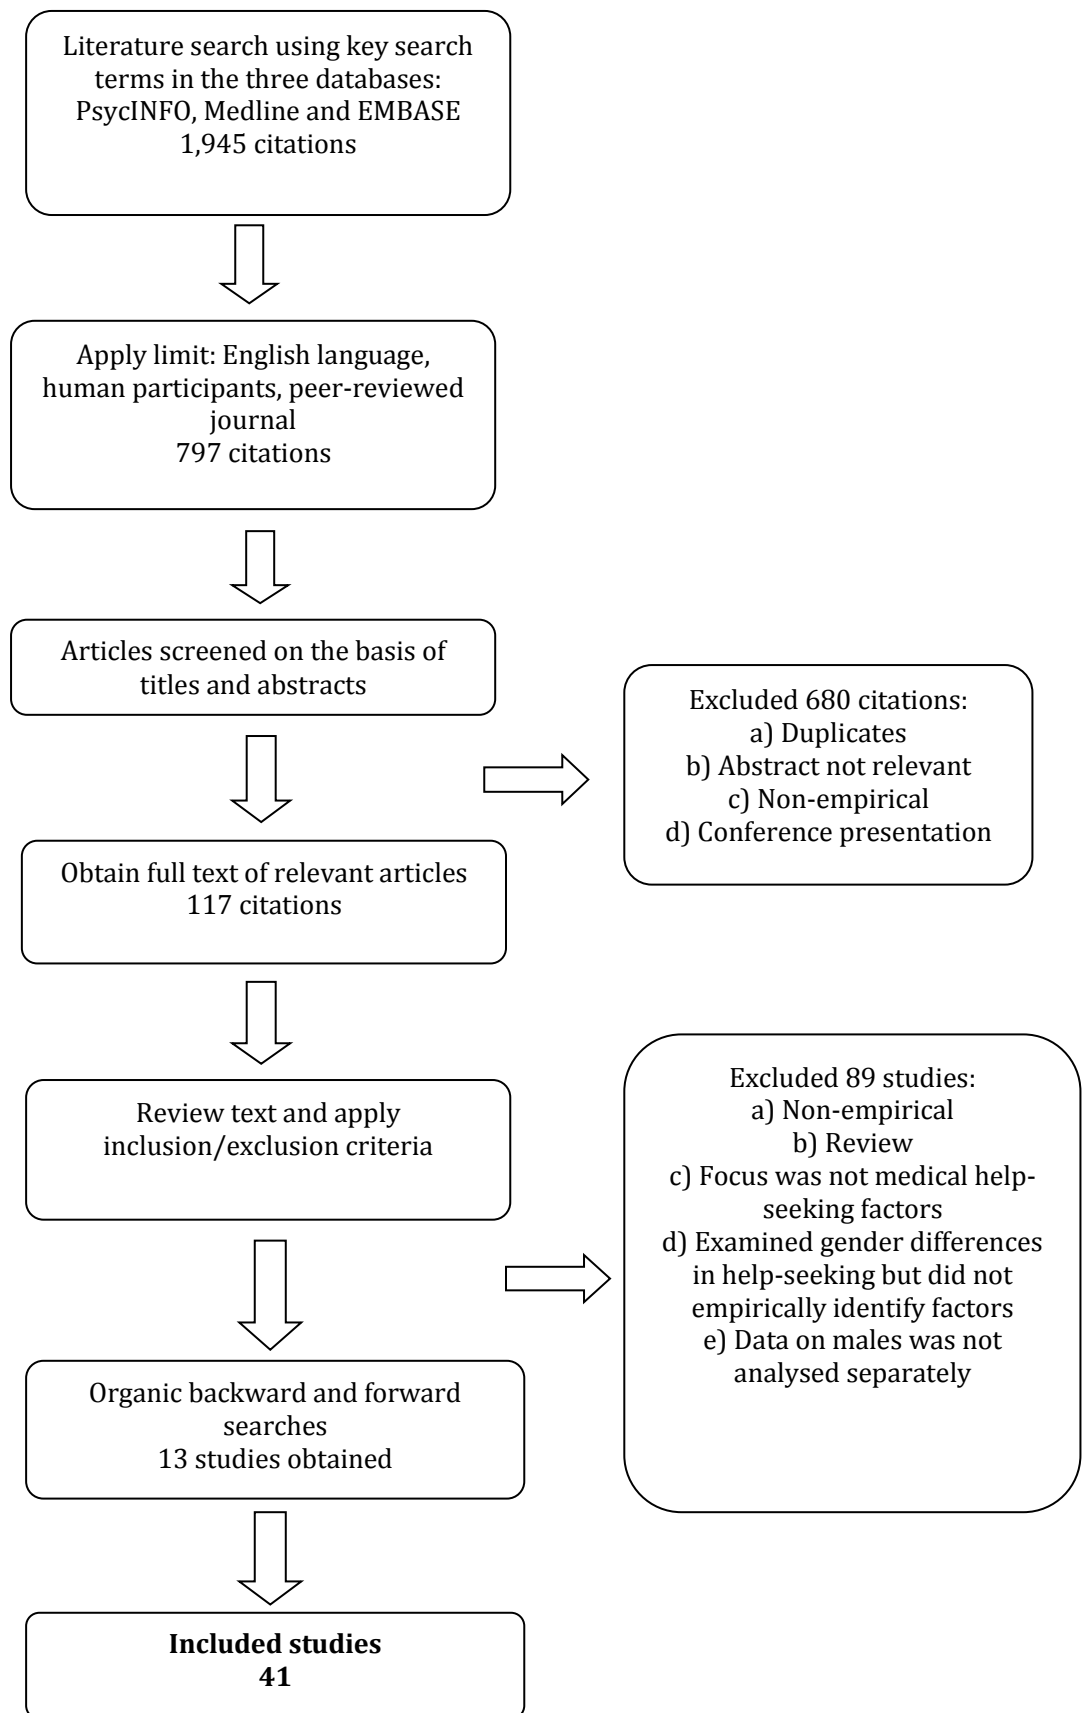 Literature search using key search
terms in the three databases:
PsycINFO, Medline and EMBASE
1,945 citations
Apply limit: English language,
human participants, peer-reviewed
journal
797 citations
Articles screened on the basis of
titles and abstracts
Excluded 680 citations:
a) Duplicates
b) Abstract not relevant
c) Non-empirical
d) Conference presentation
Obtain full text of relevant articles
117 citations
Review text and apply
inclusion/exclusion criteria
Excluded 89 studies:
a) Non-empirical
b) Review
c) Focus was not medical help-
seeking factors
d) Examined gender differences
in help-seeking but did not
empirically identify factors
e) Data on males was not
analysed separately
Organic backward and forward
searches
13 studies obtained
Included studies
41